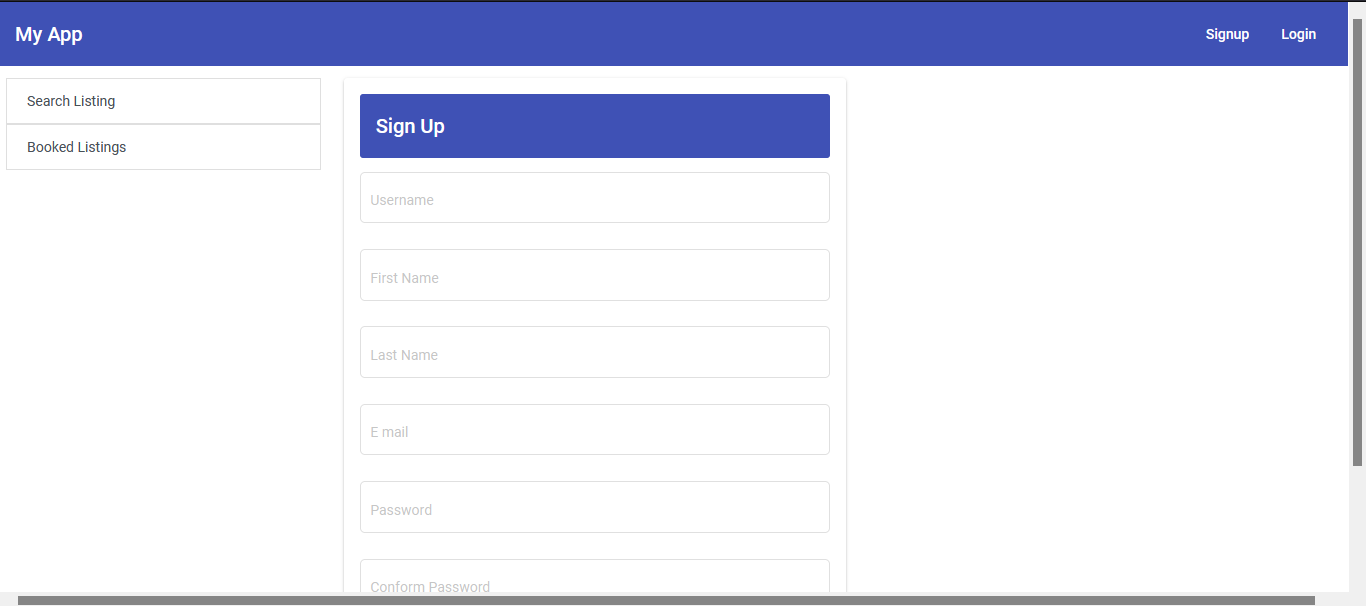 My App
Signup
Login
Search Listing
Booked Listings
Sign Up
Username
First Name
Last Name
E mail
Password
Conform Password